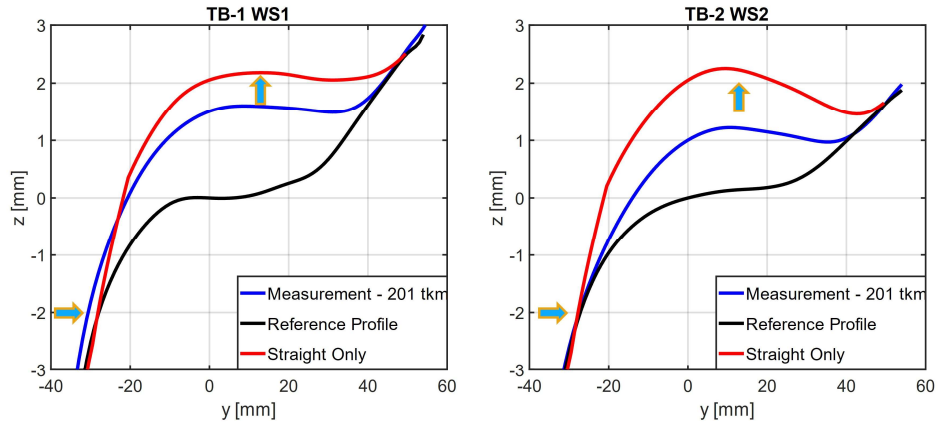 TB-1 WS1
3
2
1
0
-1
-2
-3
z [mm]
-40
-20
0
20
40
60
y [mm]
Measurement - 201 tkm
Reference Profile
Straight Only
TB-2 WS2
3
2
1
0
-1
-2
-3
z [mm]
-40
-20
0
20
40
60
y [mm]
Measurement - 201 tkm
Reference Profile
Straight Only